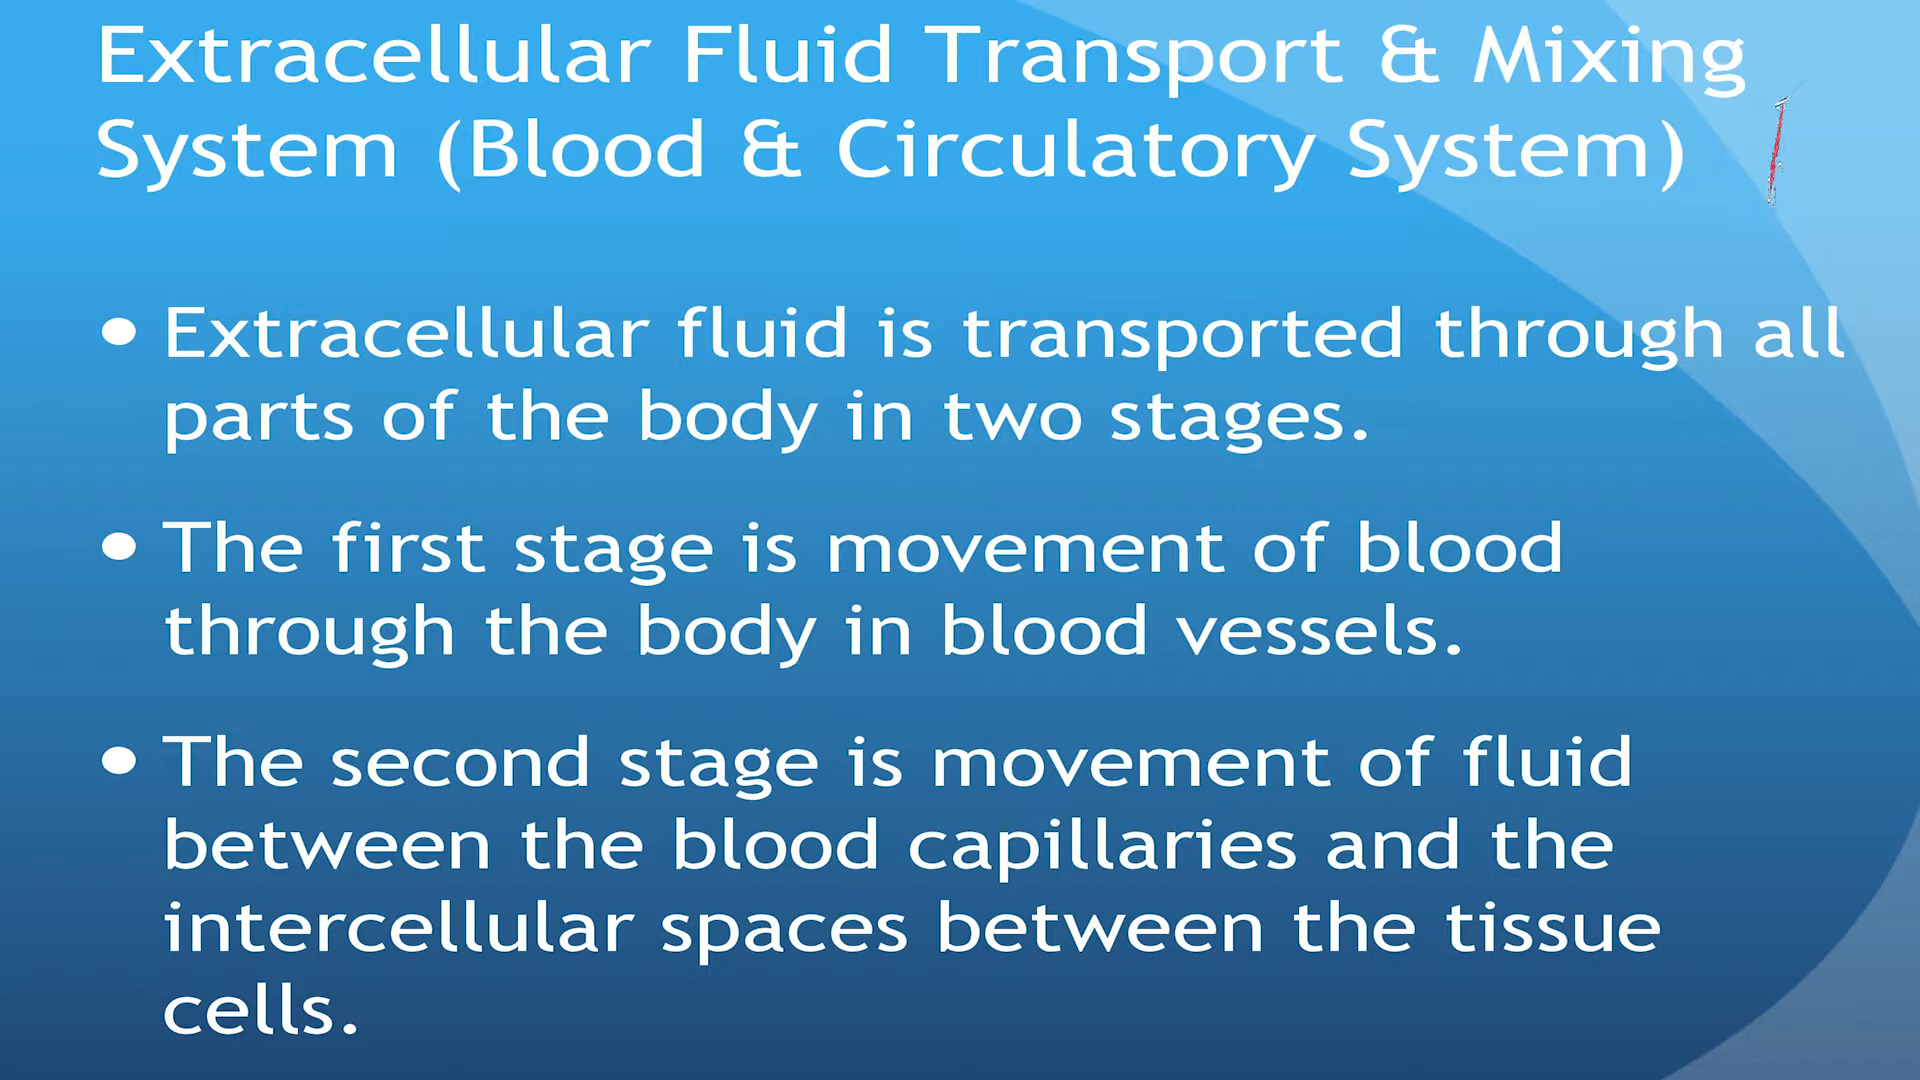 Extracellular Fluid Transport & Mixing
System (Blood & Circulatory System)
• Extracellular fluid is transported through all
parts of the body in two stages.
• The first stage is movement of blood
through the body in blood vessels.
• The second stage is movement of fluid
between the blood capillaries and the
intercellular spaces between the tissue
cells.